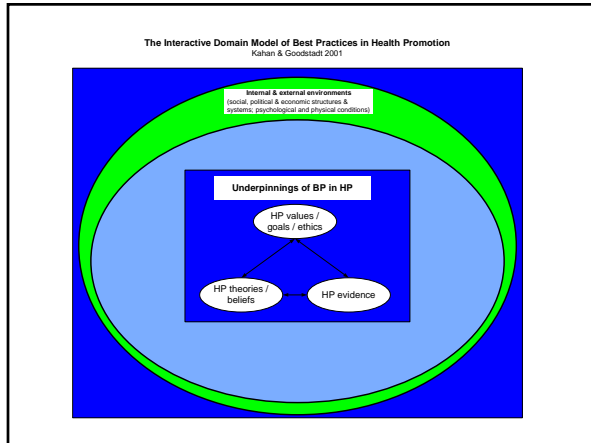 The Interactive Domain Model of Best Practices in Health Promotion
Kahan & Goodstadt 2001
Internal & external environments
(social, political & economic structures &
systems; psychological and physical conditions)
Underpinnings of BP in HP
HP values /
goals / ethics
HP theories /
beliefs
HP evidence